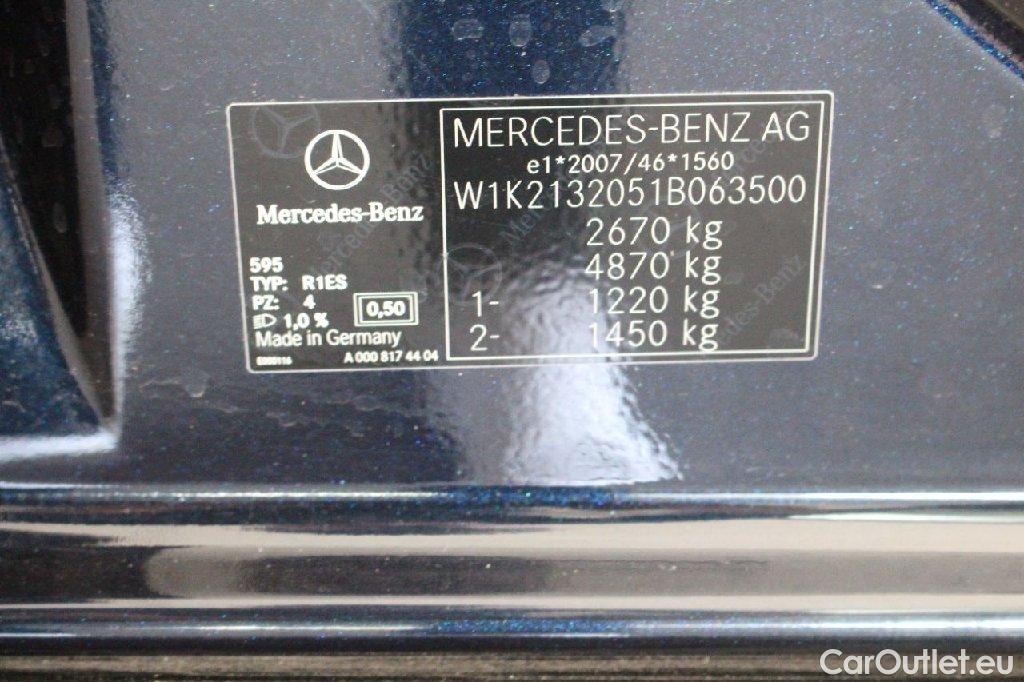 Mercedes-Benz
595
TYP: R1ES
PZ: 4
0,50
1,0 %
Made in Germany
A 000 817 44 04
MERCEDES-BENZ AG
e1*2007/46*1560
W1K2132051B063500
2670 kg
4870 kg
1- 1220 kg
2- 1450 kg
CarOutlet.eu